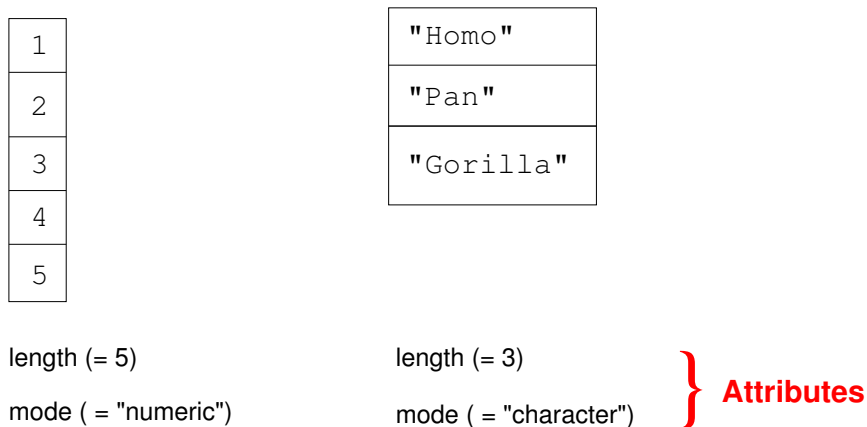 1
2
3
4
5
"Homo"
"Pan"
"Gorilla"
length (= 5)
mode ( = "numeric")
length (= 3)
mode ( = "character")
} Attributes